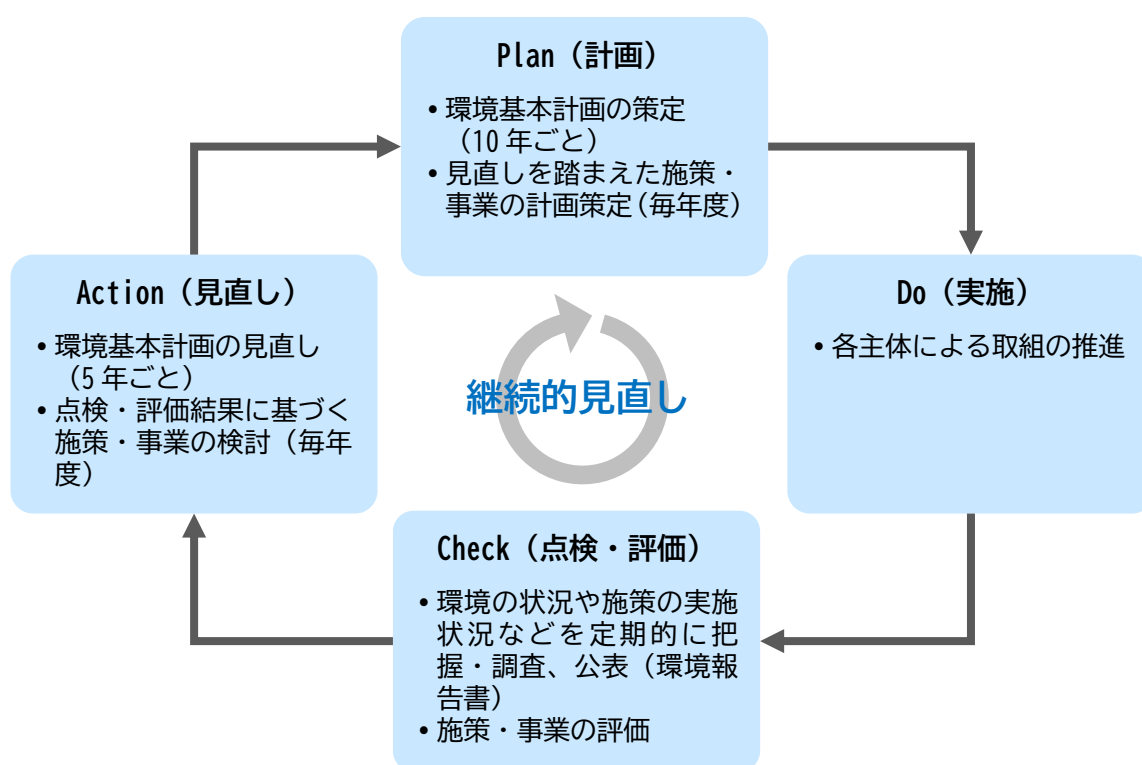 Plan（計画）
•環境基本計画の策定
（10 年ごと）
•見直しを踏まえた施策・
事業の計画策定（毎年度）
Do（実施）
•各主体による取組の推進
Check（点検・評価）
•環境の状況や施策の実施
状況などを定期的に把
握・調査、公表（環境報
告書）
•施策・事業の評価
Action（見直し）
•環境基本計画の見直し
（5 年ごと）
•点検・評価結果に基づく
施策・事業の検討（毎年
度）
継続的見直し